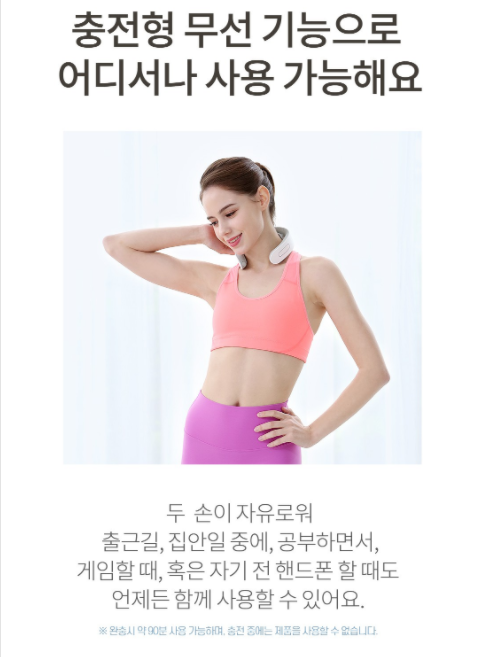 충전형 무선 기능으로
어디서나 사용 가능해요
두 손이 자유로워
출근길, 집안일 중에, 공부하면서,
게임할 때, 혹은 자기 전 핸드폰 할 때도
언제든 함께 사용할 수 있어요.
※ 완충시 약 90분 사용 가능하며, 충전 중에는 제품을 사용할 수 없습니다.